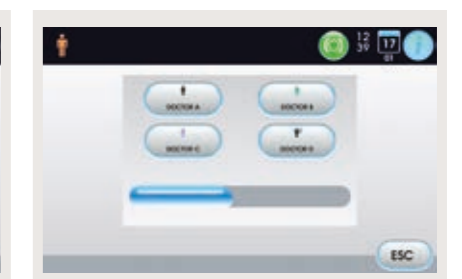 12
39
17
01
DOCTOR A
DOCTOR B
DOCTOR C
DOCTOR D
ESC